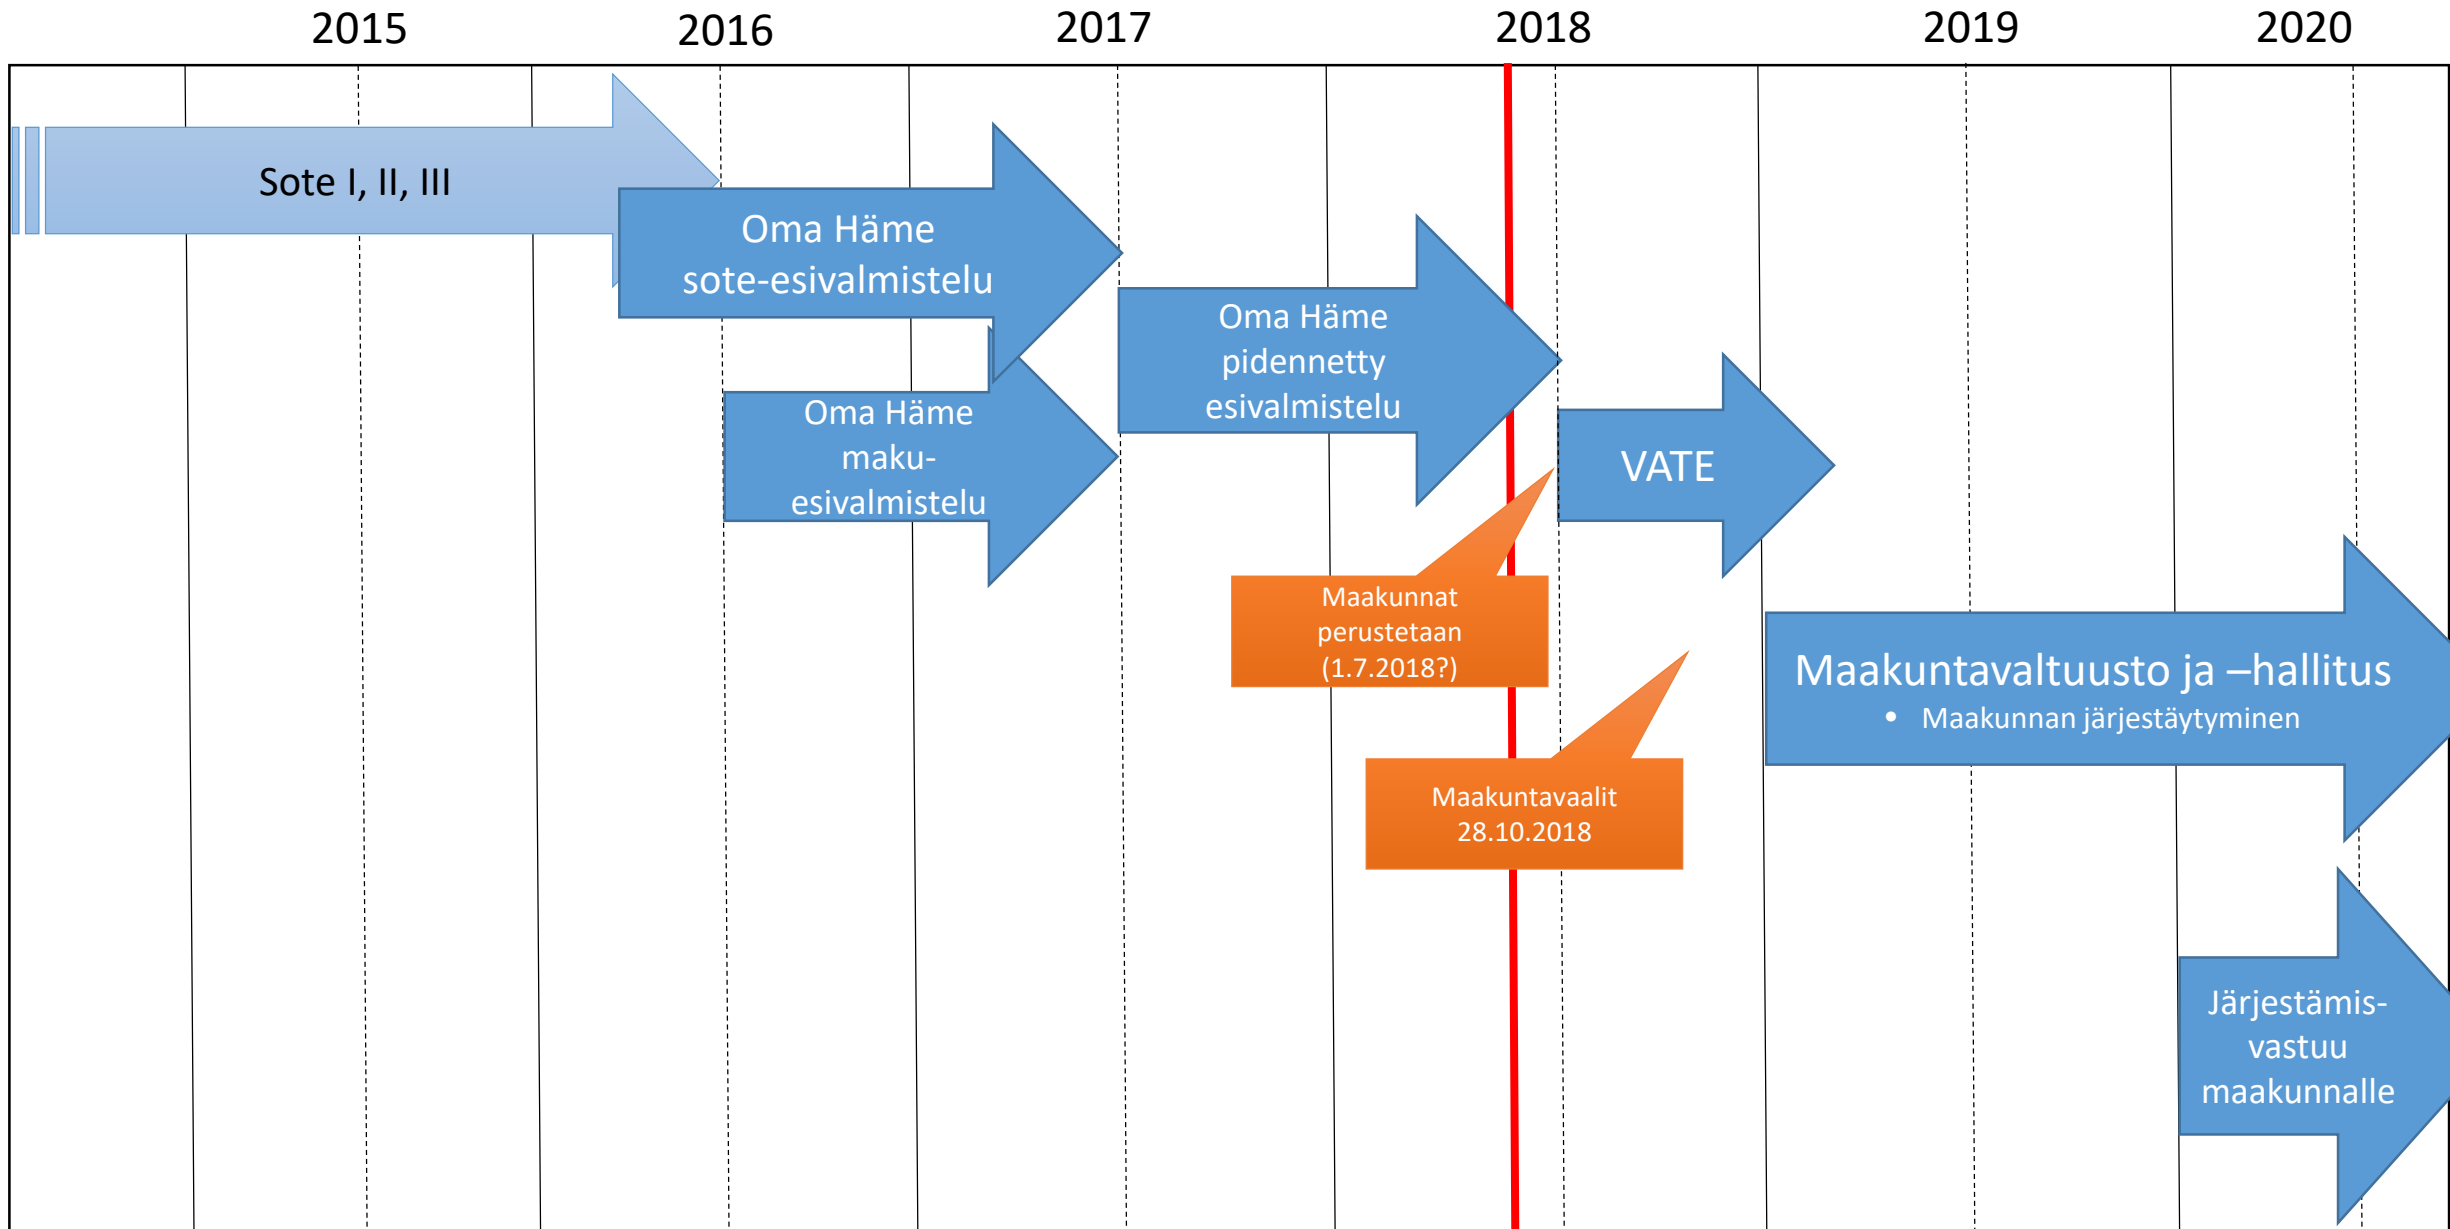 2015
2016
2017
2018
2019
2020
Sote I, II, III
Oma Häme
sote-esivalmistelu
Oma Häme
maku-
esivalmistelu
Oma Häme
pidennetty
esivalmistelu
VATE
Maakunnat
perustetaan
(1.7.2018?)
Maakuntavaalit
28.10.2018
Maakuntavaltuusto ja –hallitus
• Maakunnan järjestäytyminen
Järjestämis-
vastuu
maakunnalle